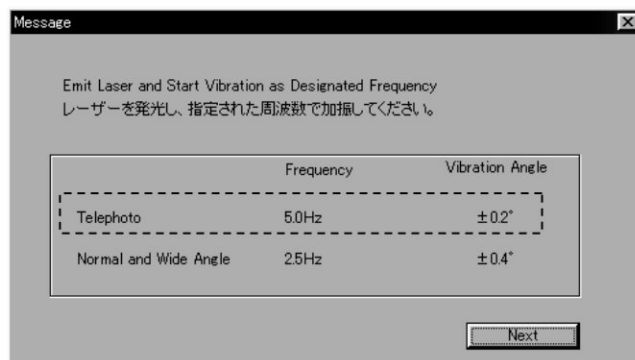 Message
Emit Laser and Start Vibration as Designated Frequency
レーザーを発光し、指定された周波数で加振してください。
Frequency Vibration Angle
Telephoto 5.0Hz ±0.2°
Normal and Wide Angle 2.5Hz ±0.4°
Next